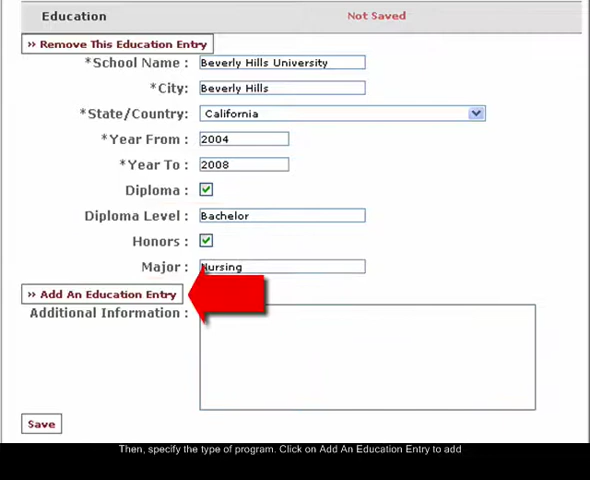 Education Not Saved
>> Remove This Education Entry
*School Name : Beverly Hills University
*City: Beverly Hills
*State/Country: California
*Year From : 2004
*Year To : 2008
Diploma :
Diploma Level : Bachelor
Honors :
Major : Nursing
>> Add An Education Entry
Additional Information :
Save
Then, specify the type of program. Click on Add An Education Entry to add